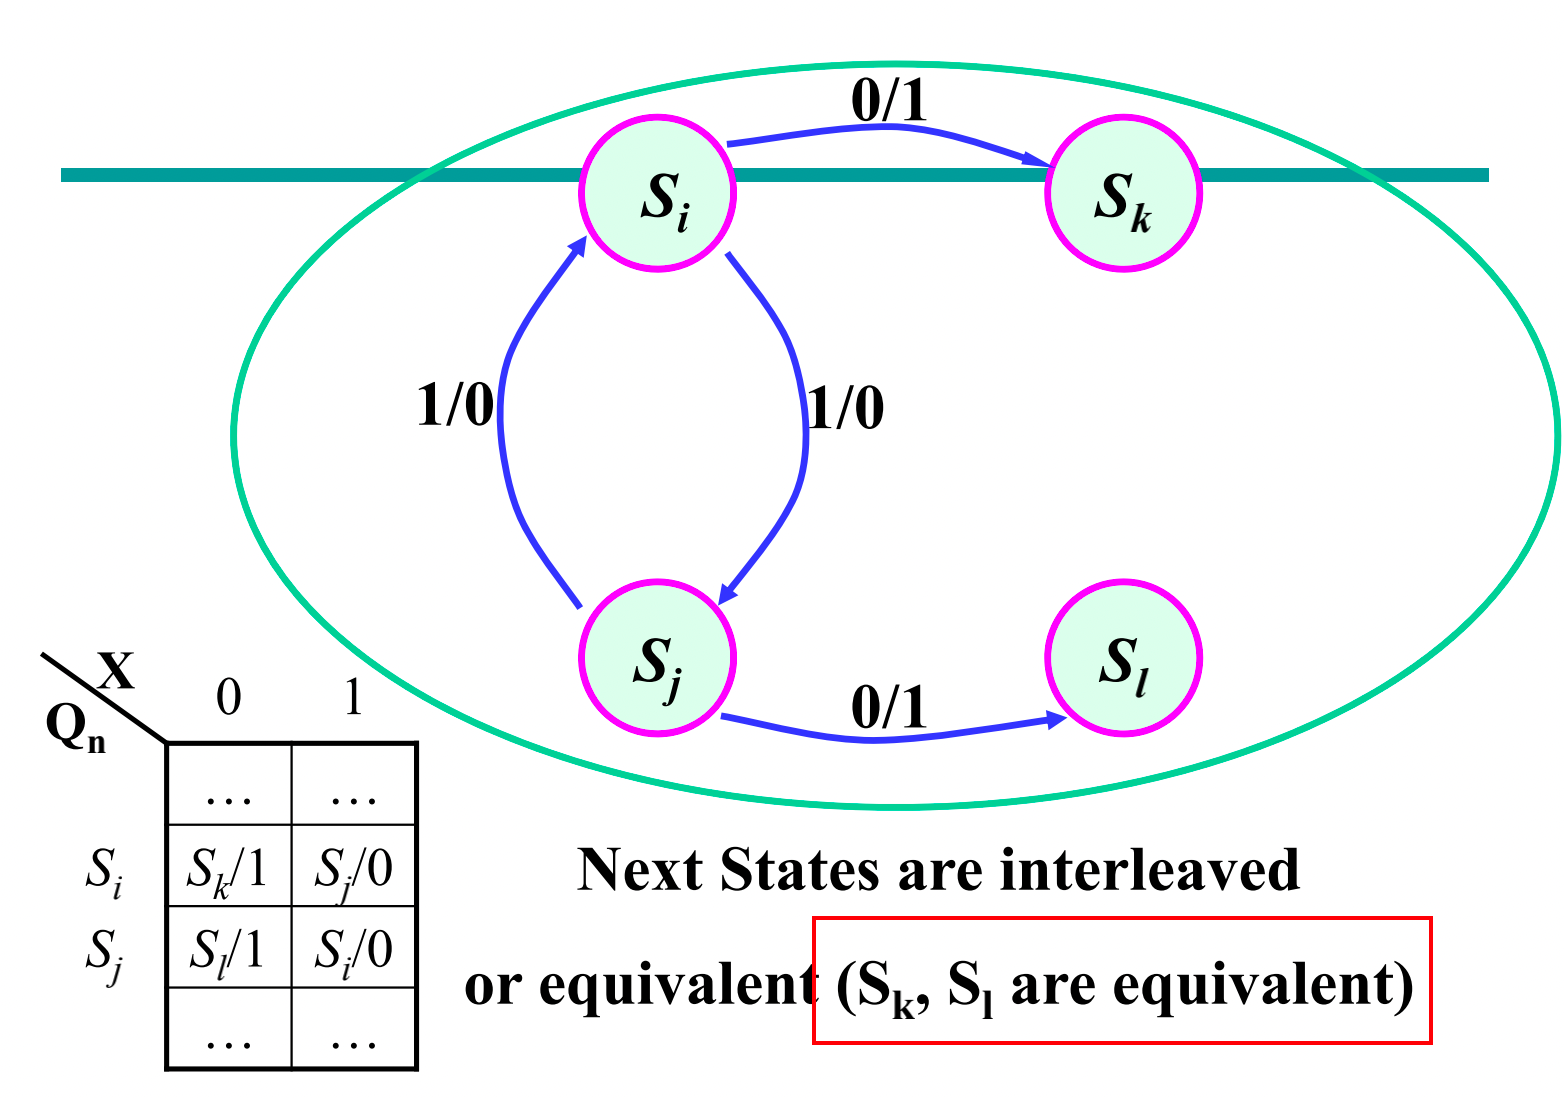 0/1
S_i
S_k
1/0
1/0
S_j
S_l
0/1
X
Q_n
0 1
… …
S_i S_k/1 S_j/0
S_j S_l/1 S_i/0
… …
Next States are interleaved
or equivalent (S_k, S_l are equivalent)